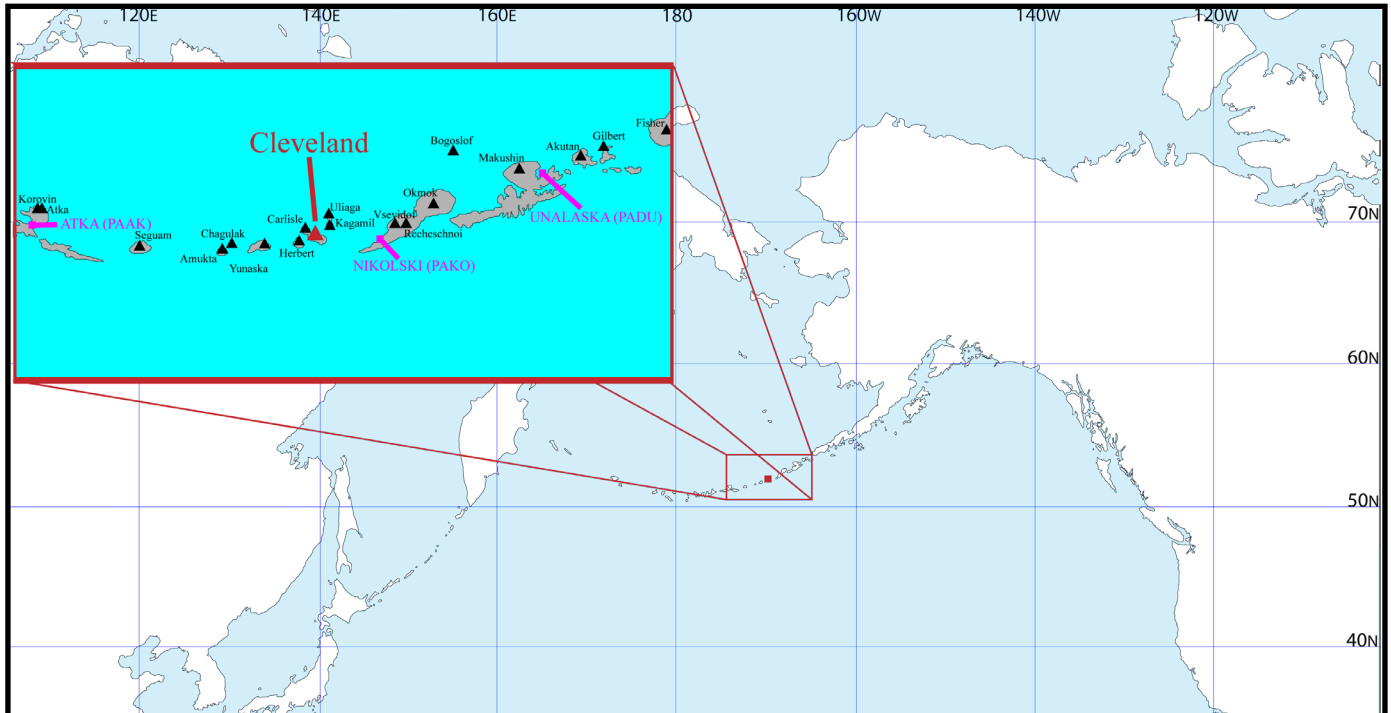 120E 140E 160E 180 160W 140W 120W
Fisher
Cleveland
Gilbert
Bogoslof
Akutan
Makushin
Korovin
Okmok
Atka
Uliaga
Vsevidof
UNALASKA (PADU)
70N
Carlisle
Kagamil
ATKA (PAAK)
Seguam
Chagulak
Recheschnoi
Amukta
Herbert
Yunaska
NIKOLSKI (PAKO)
60N
50N
40N